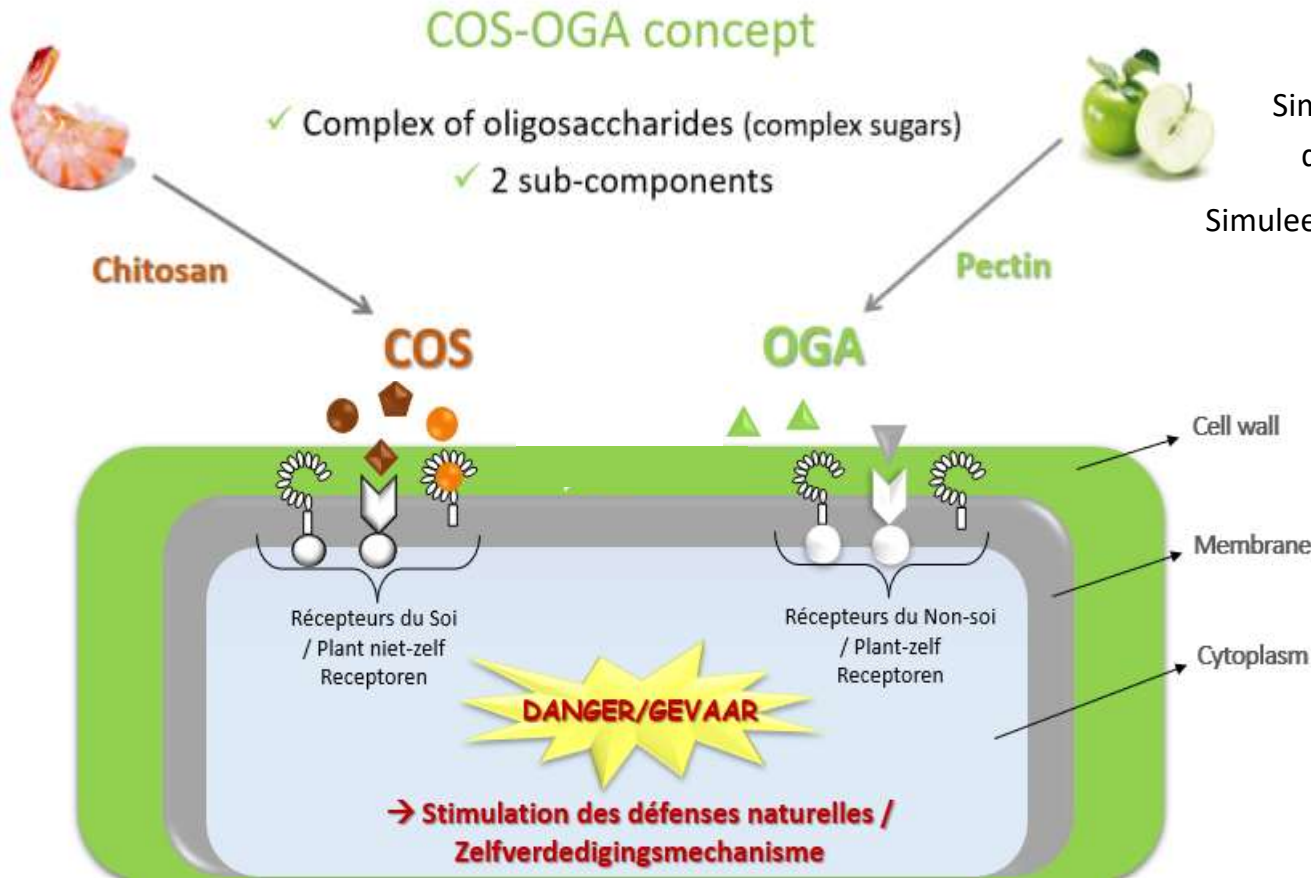 COS-OGA concept
✓ Complex of oligosaccharides (complex sugars)
✓ 2 sub-components
Chitosan
Pectin
COS
OGA
Cell wall
Membrane
Cytoplasm
Récepteurs du Soi
/ Plant niet-zelf
Receptoren
Récepteurs du Non-soi
/ Plant-zelf
Receptoren
DANGER/GEVAAR
→ Stimulation des défenses naturelles /
Zelfverdedigingsmechanisme